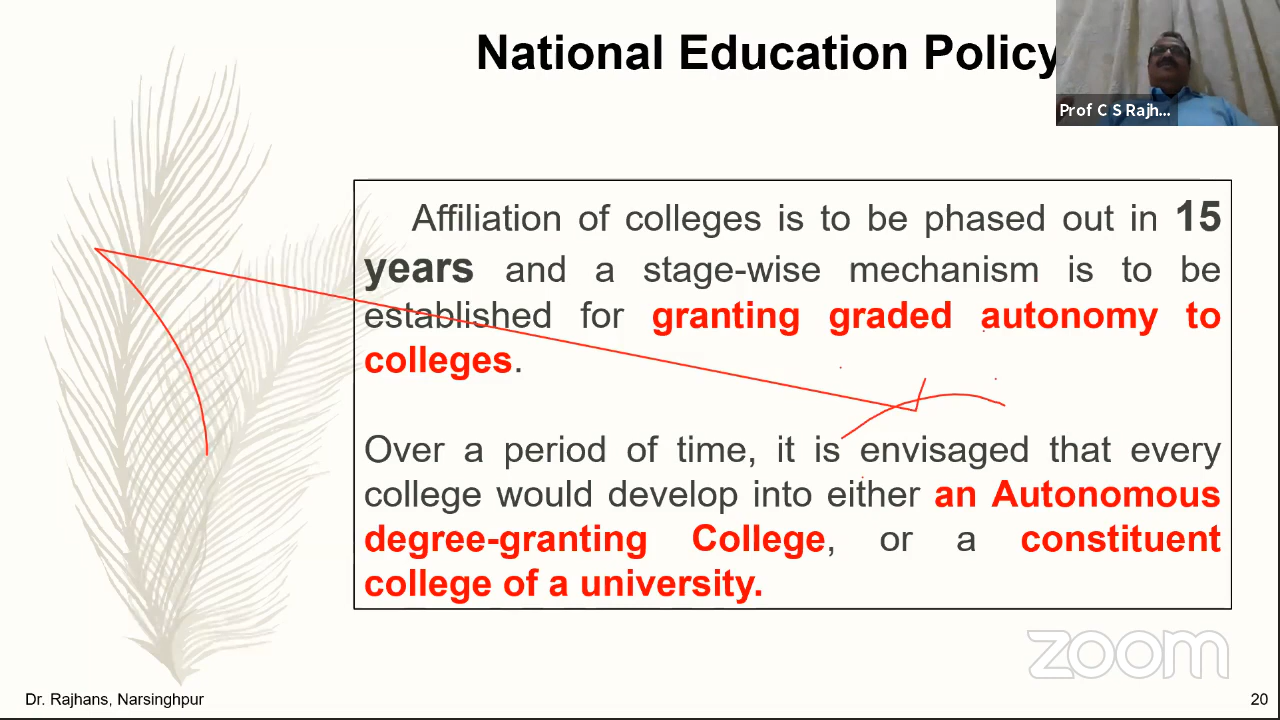 National Education Policy
Prof C S Rajh...
Affiliation of colleges is to be phased out in 15
years and a stage-wise mechanism is to be
established for granting graded autonomy to
colleges.
Over a period of time, it is envisaged that every
college would develop into either an Autonomous
degree-granting College, or a constituent
college of a university.
zoom
Dr. Rajhans, Narsinghpur
20